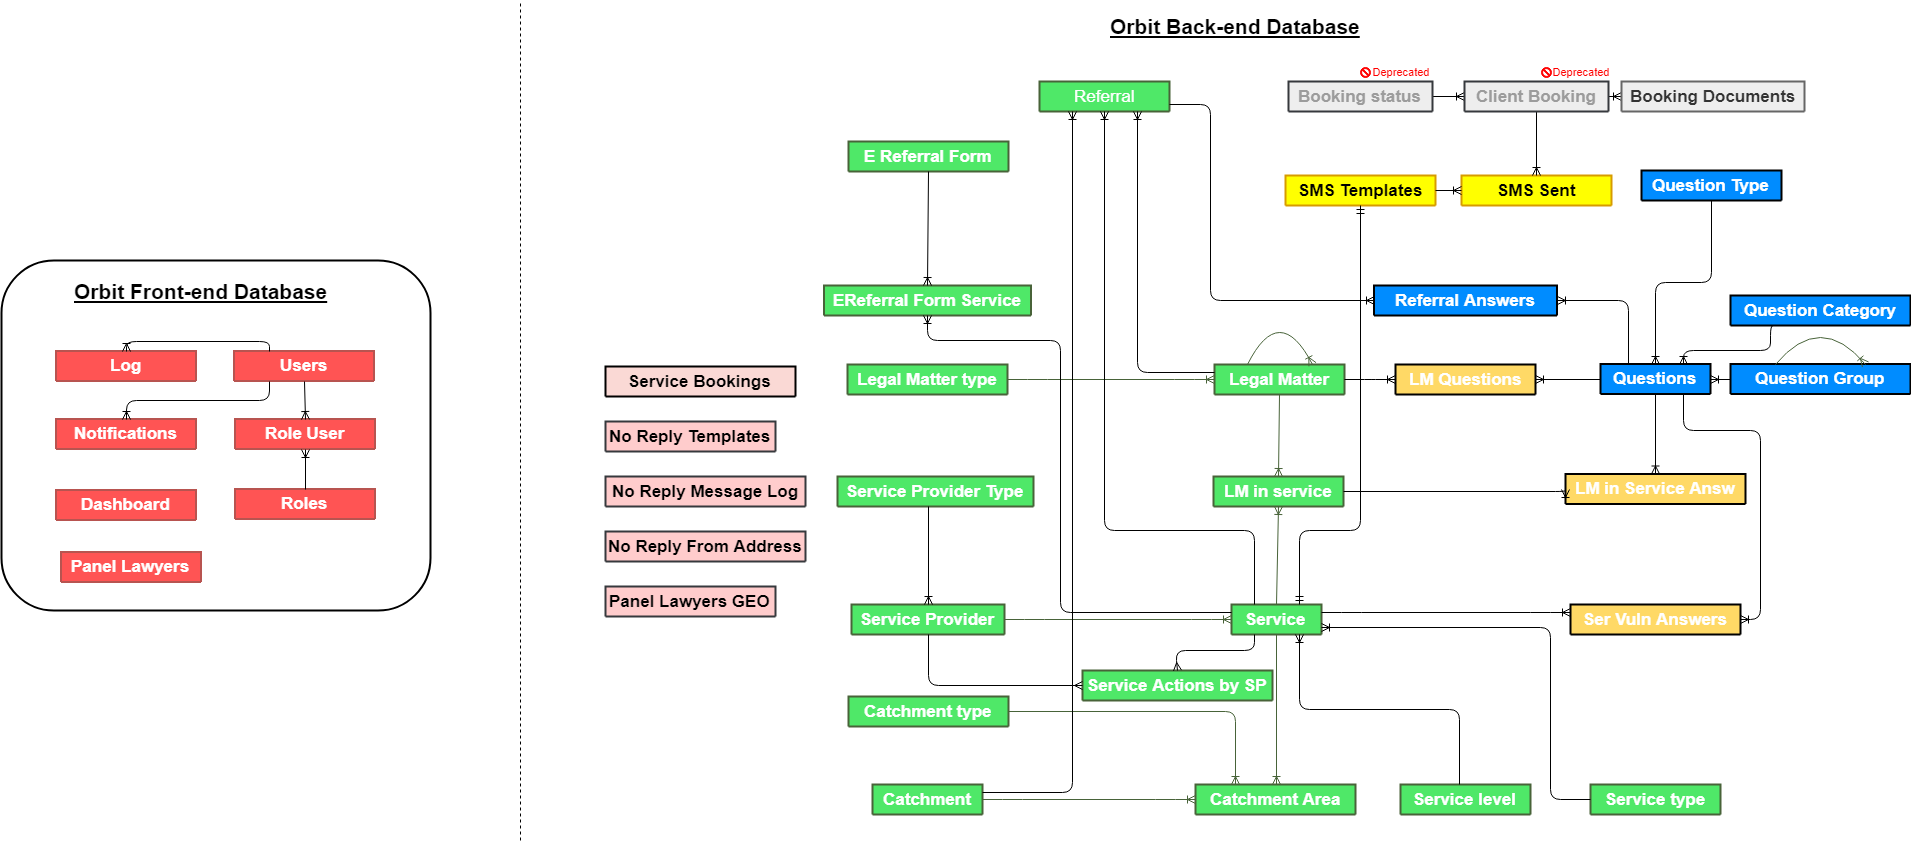 Orbit Back-end Database
Deprecated
Deprecated
Referral
Booking status
Client Booking
Booking Documents
E Referral Form
SMS Templates
SMS Sent
Question Type
Orbit Front-end Database
EReferral Form Service
Referral Answers
Question Category
Log
Users
Service Bookings
Legal Matter type
Legal Matter
LM Questions
Questions
Question Group
Notifications
Role User
No Reply Templates
Dashboard
Roles
No Reply Message Log
Service Provider Type
LM in service
LM in Service Answ
No Reply From Address
Panel Lawyers
Panel Lawyers GEO
Service Provider
Service
Ser Vuln Answers
Service Actions by SP
Catchment type
Catchment
Catchment Area
Service level
Service type